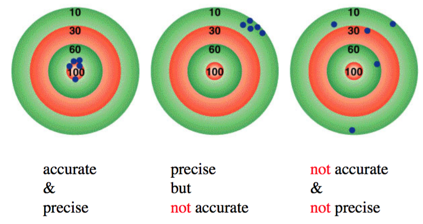 10
30
60
100
10
30
60
100
10
30
60
100
accurate
&
precise
precise
but
not accurate
not accurate
&
not precise